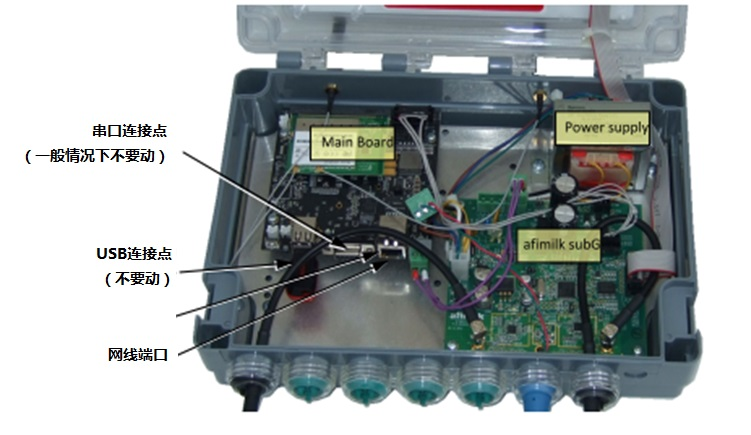 串口连接点
（一般情况下不要动）
Main Board
Power supply
USB连接点
（不要动）
afimilk subG
网线端口